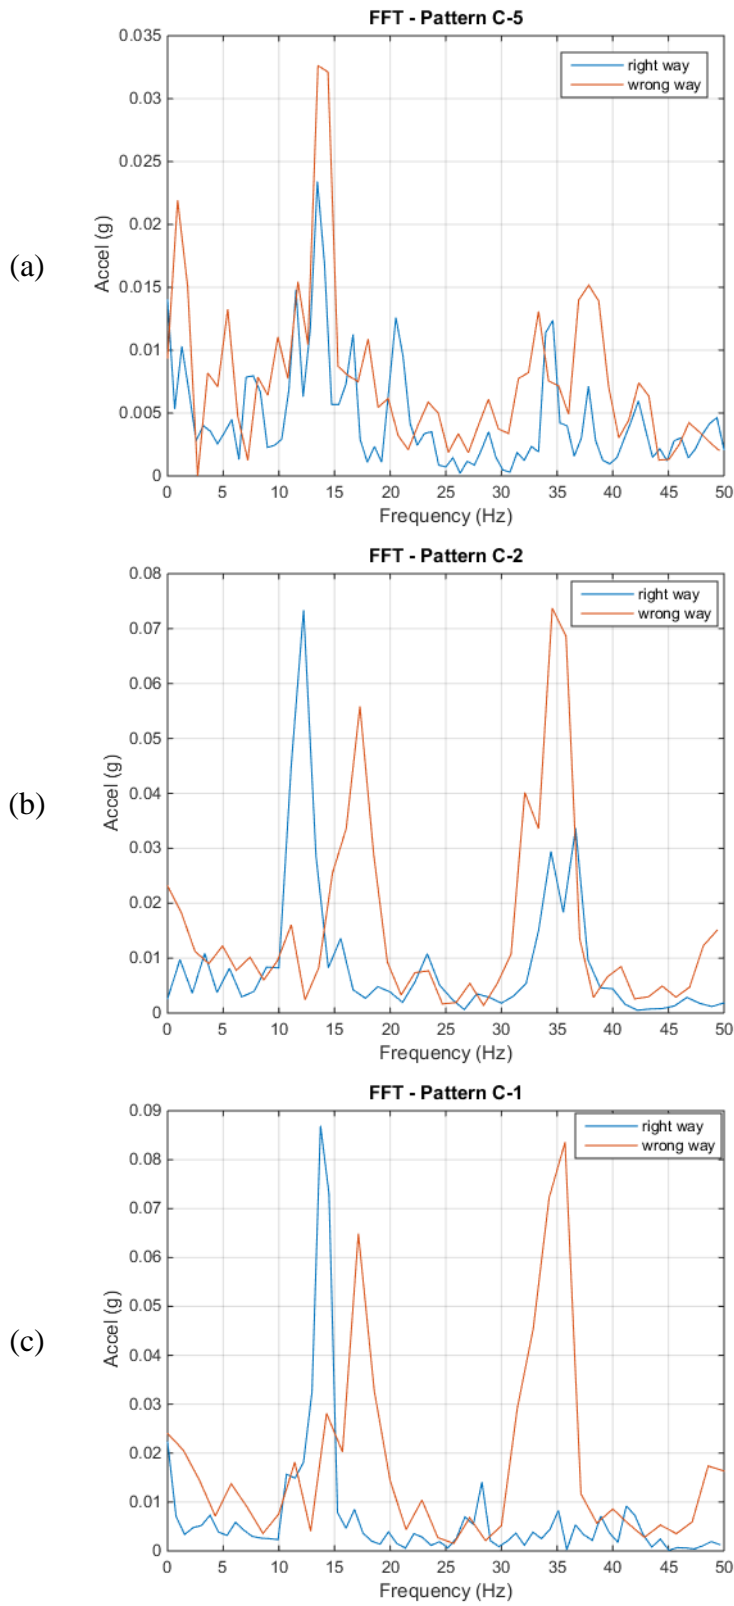 FFT - Pattern C-5
0.035
0.03
0.025
0.02
0.015
0.01
0.005
0
Accel (g)
right way
wrong way
(a)
0 5 10 15 20 25 30 35 40 45 50
Frequency (Hz)
FFT - Pattern C-2
0.08
0.07
0.06
0.05
0.04
0.03
0.02
0.01
0
Accel (g)
right way
wrong way
(b)
0 5 10 15 20 25 30 35 40 45 50
Frequency (Hz)
FFT - Pattern C-1
0.09
0.08
0.07
0.06
0.05
0.04
0.03
0.02
0.01
0
Accel (g)
right way
wrong way
(c)
0 5 10 15 20 25 30 35 40 45 50
Frequency (Hz)